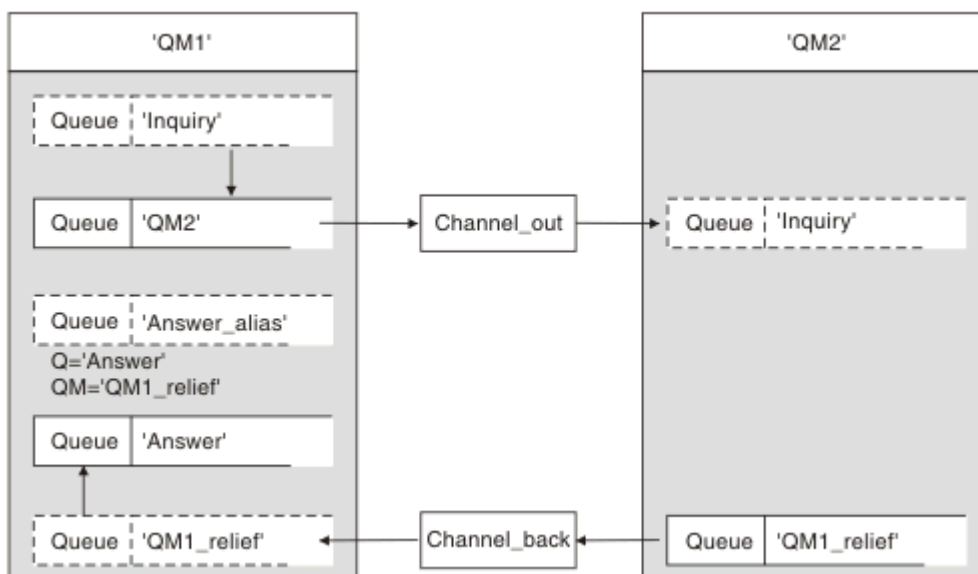 'QM1'
'QM2'
Queue 'Inquiry'
Queue 'QM2'
Channel_out
Queue 'Inquiry'
Queue 'Answer_alias'
Q='Answer'
QM='QM1_relief'
Queue 'Answer'
Queue 'QM1_relief'
Channel_back
Queue 'QM1_relief'